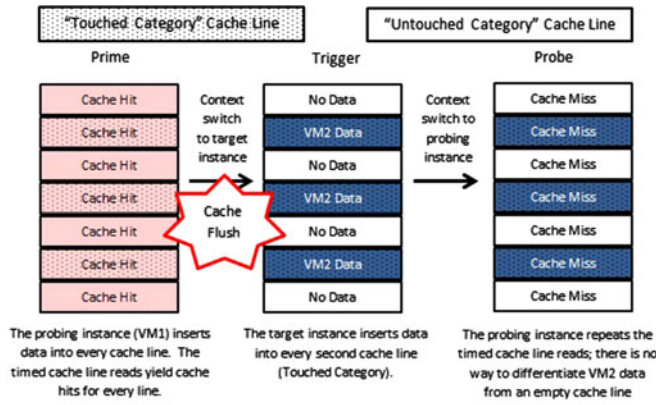 "Touched Category" Cache Line
"Untouched Category" Cache Line
Prime
Trigger
Probe
Cache Hit
Cache Hit
Cache Hit
Cache Hit
Cache Hit
Cache Hit
Cache Hit
Context
switch
to target
instance
Cache
Flush
No Data
VM2 Data
No Data
VM2 Data
No Data
VM2 Data
No Data
Context
switch to
probing
instance
Cache Miss
Cache Miss
Cache Miss
Cache Miss
Cache Miss
Cache Miss
Cache Miss
The probing instance (VM1) inserts
data into every cache line. The
timed cache line reads yield cache
hits for every line.
The target instance inserts data
into every second cache line
(Touched Category).
The probing instance repeats the
timed cache line reads; there is no
way to differentiate VM2 data
from an empty cache line